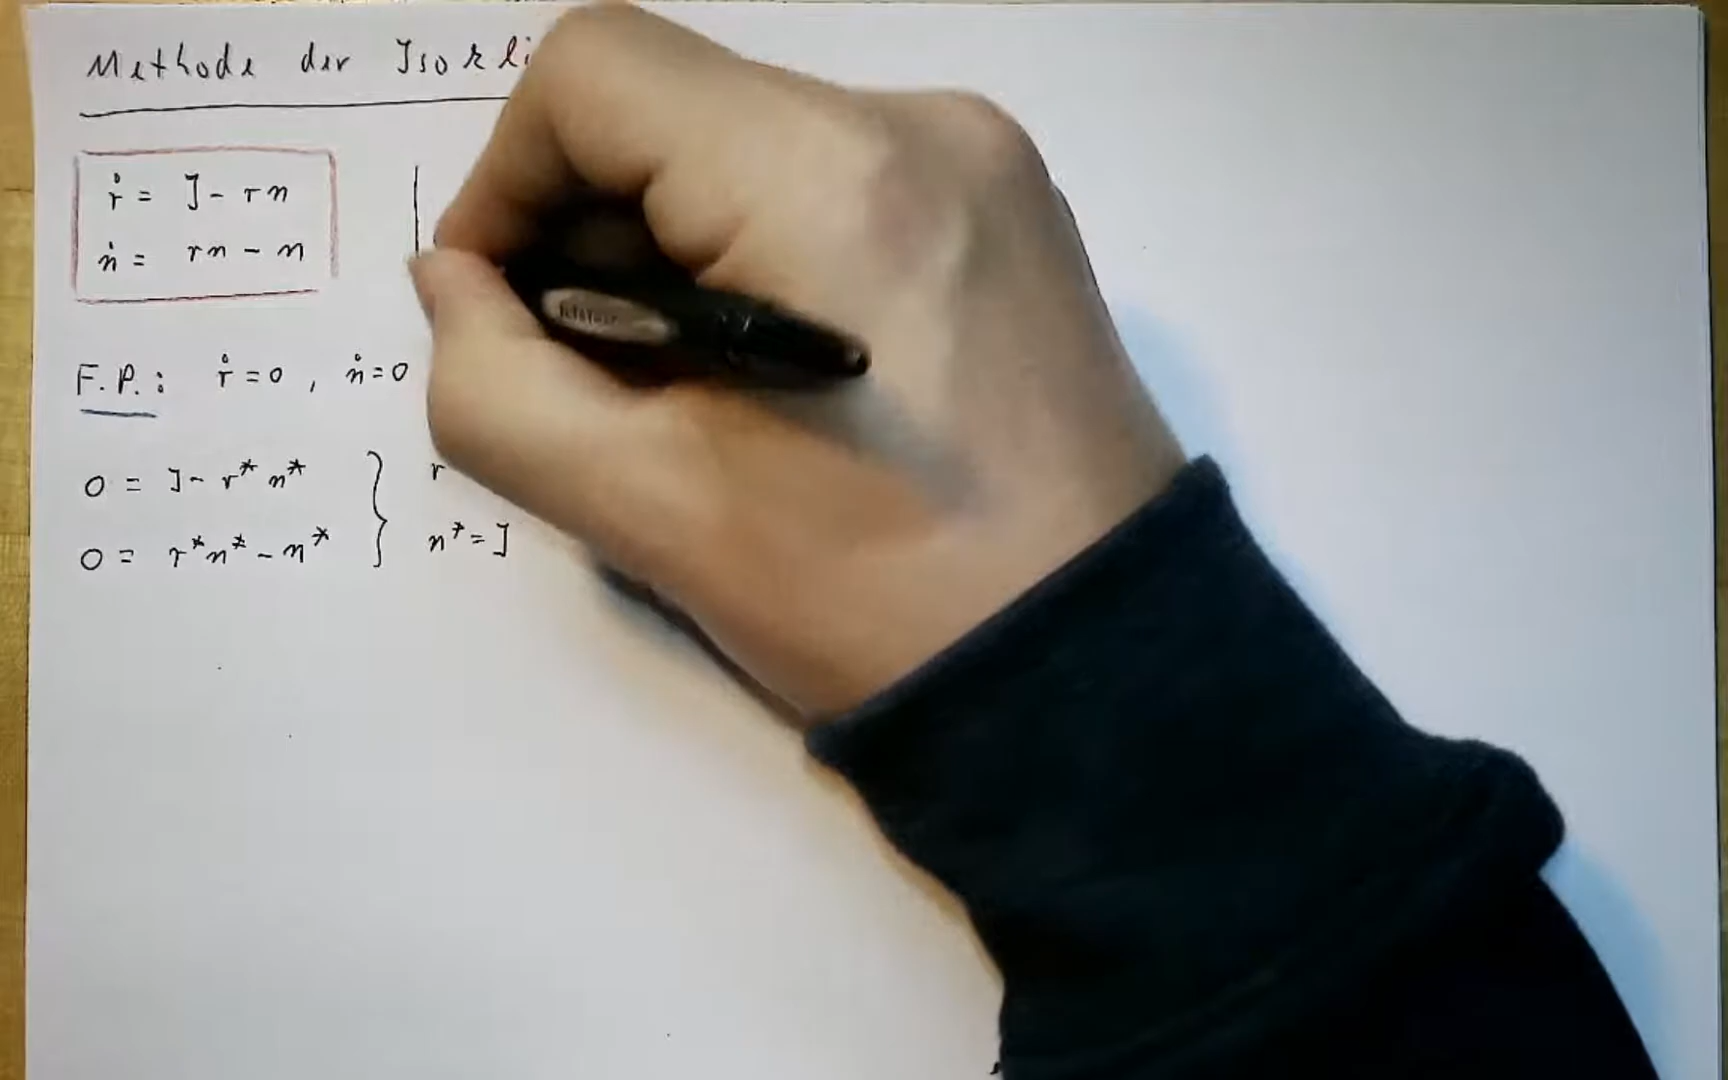 Methode der Isokli
ṙ = J - rn
ṅ = rn - n
F.P.: ṙ = 0 , ṅ = 0
0 = J - r* n* } r
0 = r* n* - n* n* = J